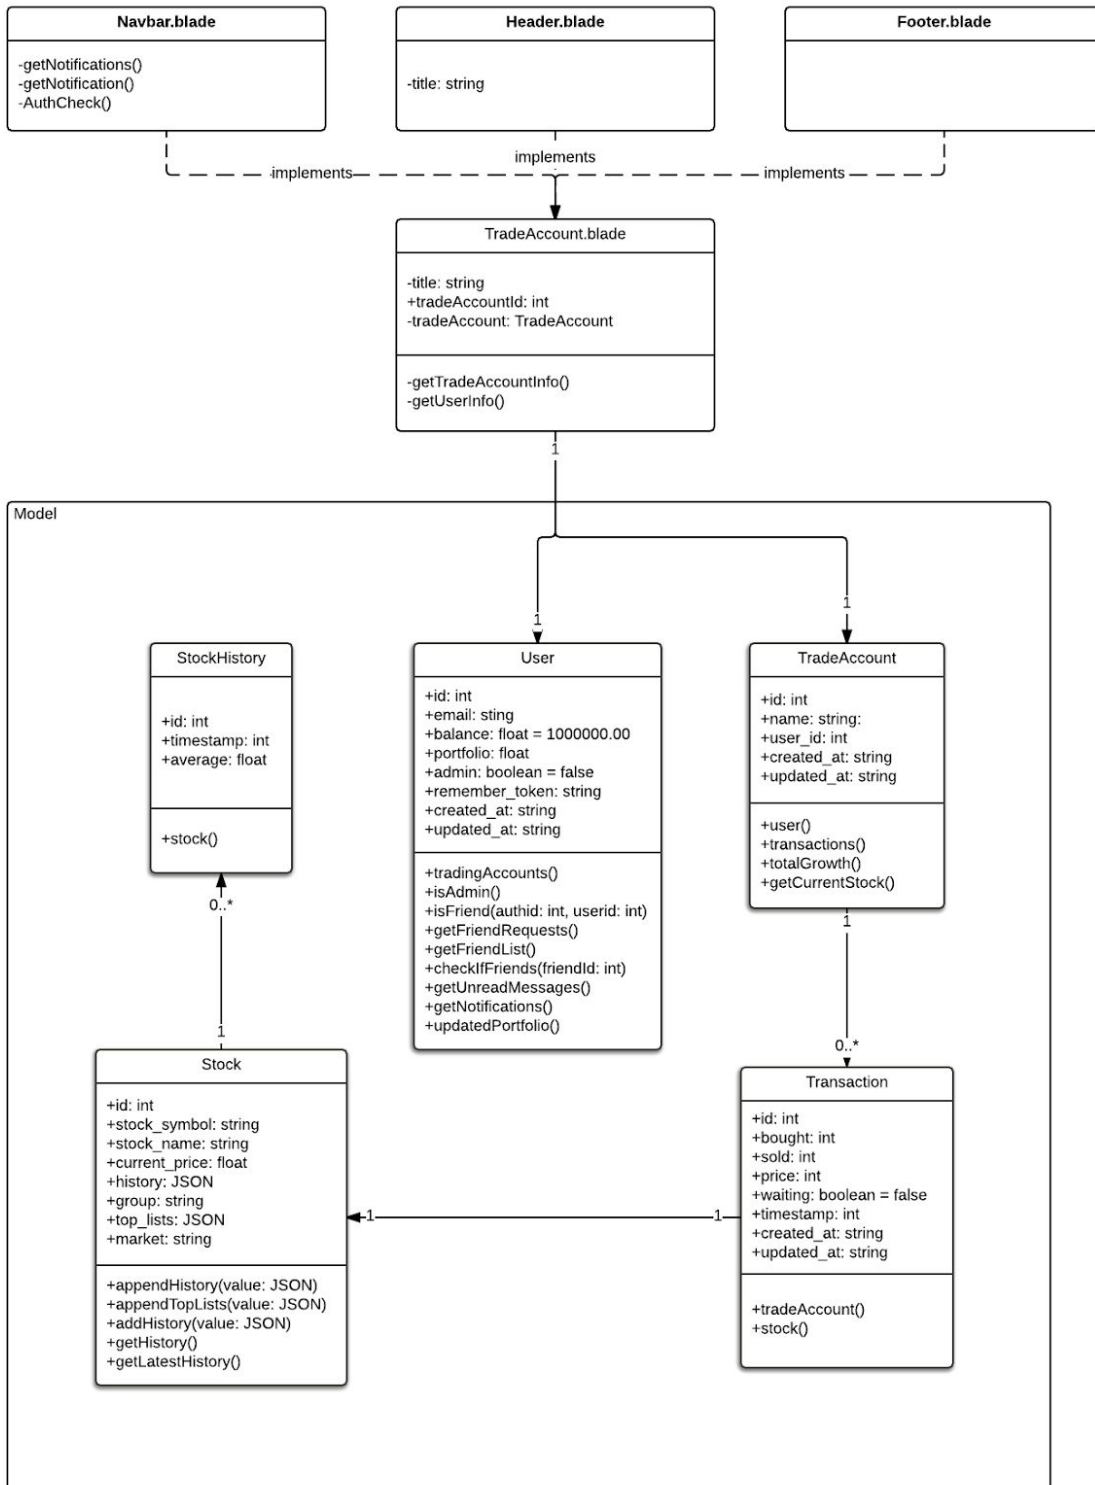 Navbar.blade
-getNotifications()
-getNotification()
-AuthCheck()
Header.blade
-title: string
Footer.blade
implements
implements
implements
TradeAccount.blade
-title: string
+tradeAccountId: int
-tradeAccount: TradeAccount
-getTradeAccountInfo()
-getUserInfo()
1
Model
1
1
StockHistory
+id: int
+timestamp: int
+average: float
+stock()
User
+id: int
+email: sting
+balance: float = 1000000.00
+portfolio: float
+admin: boolean = false
+remember_token: string
+created_at: string
+updated_at: string
+tradingAccounts()
+isAdmin()
+isFriend(authid: int, userid: int)
+getFriendRequests()
+getFriendList()
+checkIfFriends(friendId: int)
+getUnreadMessages()
+getNotifications()
+updatedPortfolio()
TradeAccount
+id: int
+name: string:
+user_id: int
+created_at: string
+updated_at: string
+user()
+transactions()
+totalGrowth()
+getCurrentStock()
0..*
1
1
0..*
Stock
+id: int
+stock_symbol: string
+stock_name: string
+current_price: float
+history: JSON
+group: string
+top_lists: JSON
+market: string
+appendHistory(value: JSON)
+appendTopLists(value: JSON)
+addHistory(value: JSON)
+getHistory()
+getLatestHistory()
1
1
Transaction
+id: int
+bought: int
+sold: int
+price: int
+waiting: boolean = false
+timestamp: int
+created_at: string
+updated_at: string
+tradeAccount()
+stock()